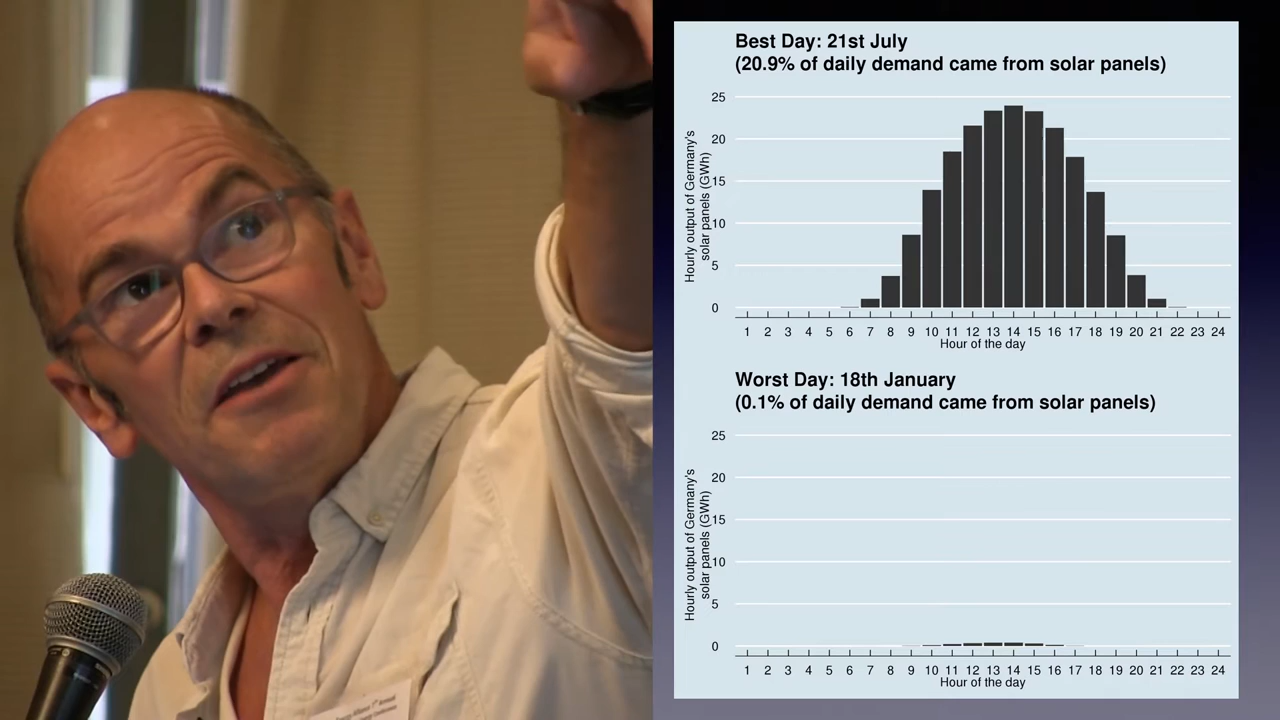 Best Day: 21st July
(20.9% of daily demand came from solar panels)
Hourly output of Germany's
solar panels (GWh)
25
20
15
10
5
0
1 2 3 4 5 6 7 8 9 10 11 12 13 14 15 16 17 18 19 20 21 22 23 24
Hour of the day
Worst Day: 18th January
(0.1% of daily demand came from solar panels)
Hourly output of Germany's
solar panels (GWh)
25
20
15
10
5
0
1 2 3 4 5 6 7 8 9 10 11 12 13 14 15 16 17 18 19 20 21 22 23 24
Hour of the day
Energy Alliance 7th Annual